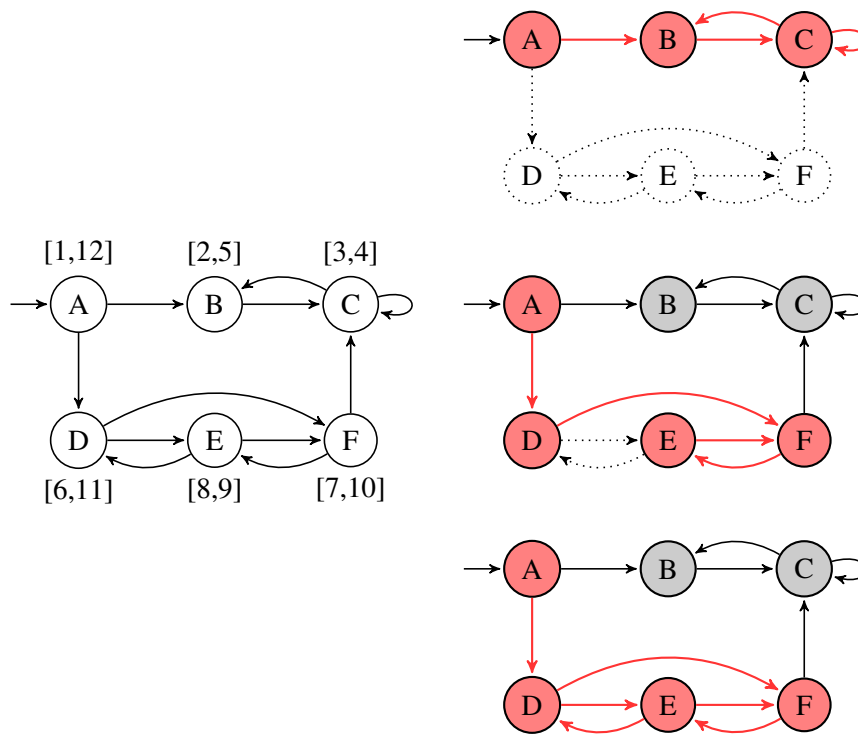 A B C
D E F
[1,12] [2,5] [3,4]
A B C
D E F
[6,11] [8,9] [7,10]
A B C
D E F
A B C
D E F